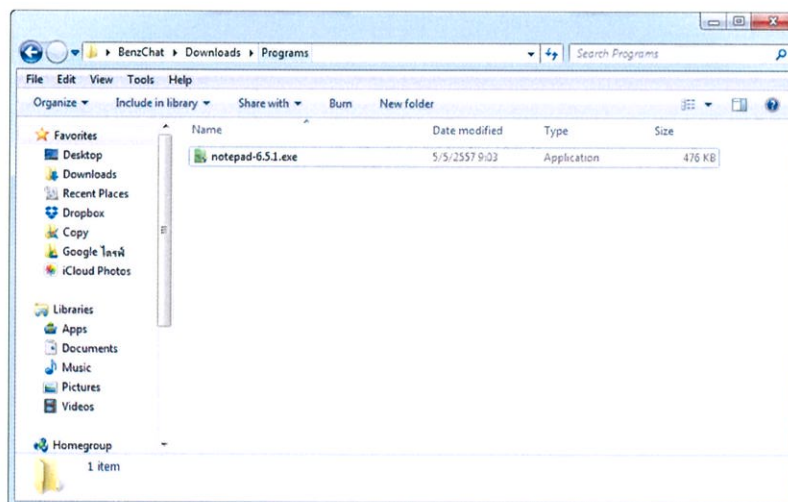 BenzChat Downloads Programs Search Programs
File Edit View Tools Help
Organize Include in library Share with Burn New folder
Name Date modified Type Size
notepad-6.5.1.exe 5/5/2557 9:03 Application 476 KB
Favorites
Desktop
Downloads
Recent Places
Dropbox
Copy
Google ไดรฟ์
iCloud Photos
Libraries
Apps
Documents
Music
Pictures
Videos
Homegroup
1 item